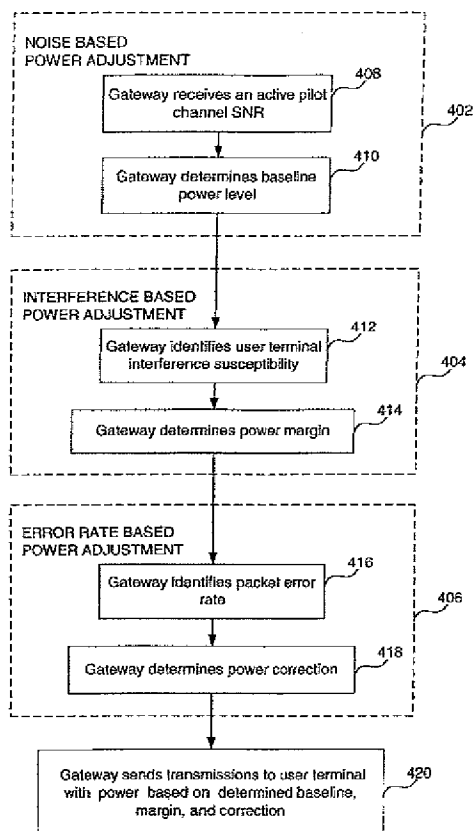 NOISE BASED
POWER ADJUSTMENT
Gateway receives an active pilot
channel SNR
408
402
Gateway determines baseline
power level
410
INTERFERENCE BASED
POWER ADJUSTMENT
Gateway identifies user terminal
interference susceptibility
412
404
Gateway determines power margin
414
ERROR RATE BASED
POWER ADJUSTMENT
Gateway identifies packet error
rate
416
406
Gateway determines power correction
418
Gateway sends transmissions to user terminal
with power based on determined baseline,
margin, and correction
420